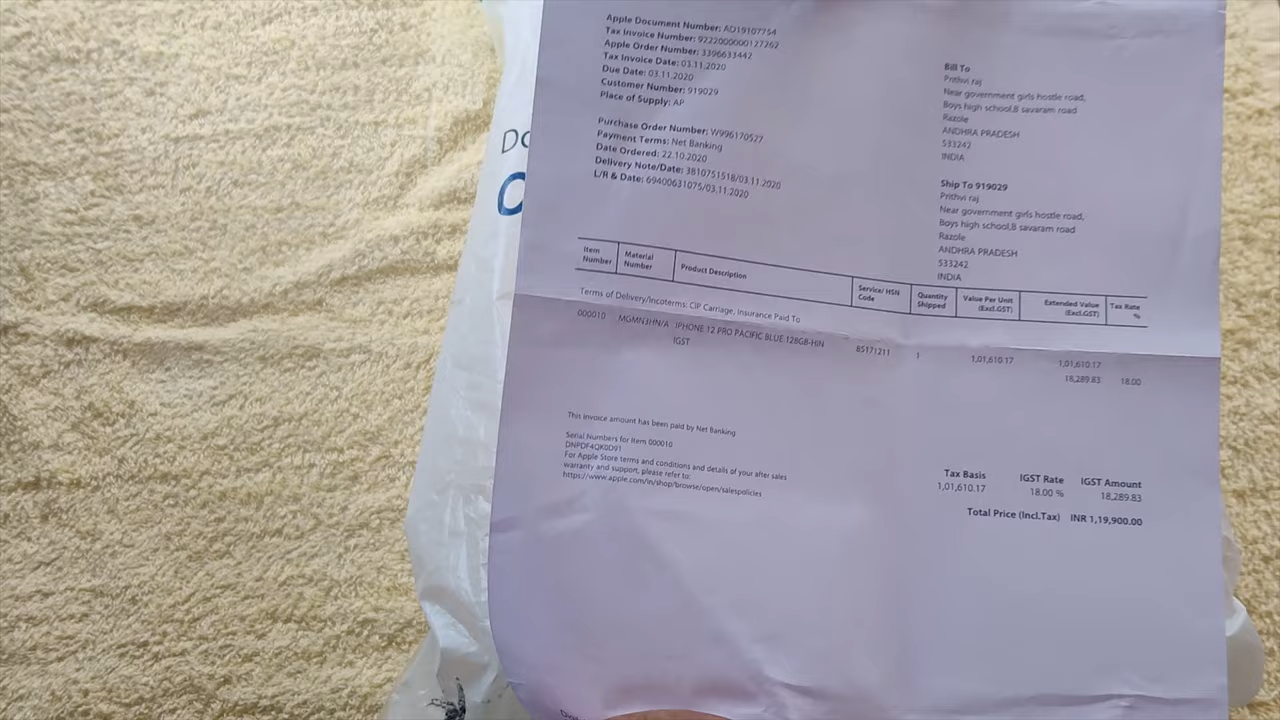 Apple Document Number: AO19107754
Tax Invoice Number: 9222000000127262
Apple Order Number: 3396633442
Tax Invoice Date: 03.11.2020
Due Date: 03.11.2020
Customer Number: 919029
Place of Supply: AP
Purchase Order Number: W996170527
Payment Terms: Net Banking
Date Ordered: 22.10.2020
Delivery Note/Date: 3810751518/03.11.2020
L/R & Date: 69400631075/03.11.2020
Bill To
Prithvi raj
Near government girls hostle road,
Boys high school,B savaram road
Razole
ANDHRA PRADESH
533242
INDIA
Ship To 919029
Prithvi raj
Near government girls hostle road,
Boys high school,B savaram road
Razole
ANDHRA PRADESH
533242
INDIA
Item Number Material Number Product Description Service/ HSN Code Quantity Shipped Value Per Unit (Excl.GST) Extended Value (Excl.GST) Tax Rate %
Terms of Delivery/Incoterms: CIP Carriage, Insurance Paid To
000010 MGMN3HN/A IPHONE 12 PRO PACIFIC BLUE 128GB-HIN 85171211 1 1,01,610.17 1,01,610.17
IGST 18,289.83 18.00
This invoice amount has been paid by Net Banking
Serial Numbers for Item 000010
DNPDF4QK0D91
For Apple Store terms and conditions and details of your after sales
warranty and support, please refer to:
https://www.apple.com/in/shop/browse/open/salespolicies
Tax Basis IGST Rate IGST Amount
1,01,610.17 18.00 % 18,289.83
Total Price (Incl.Tax) INR 1,19,900.00